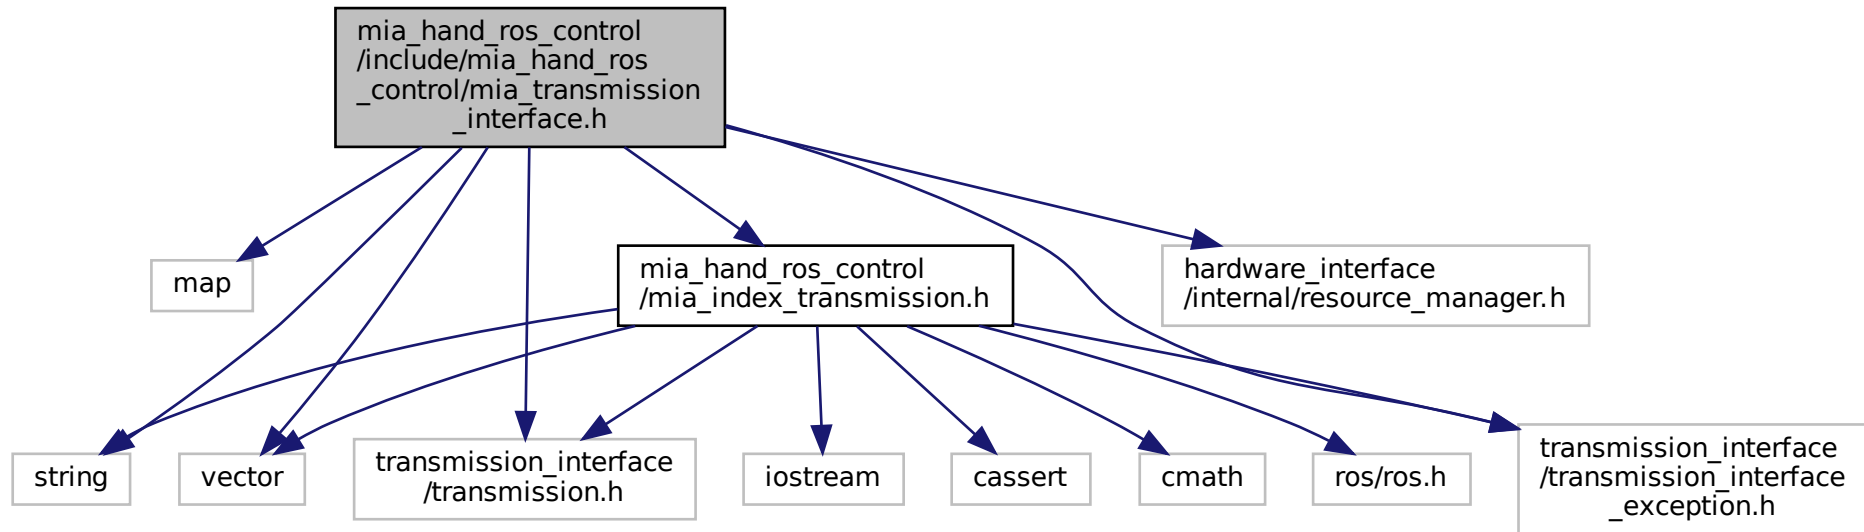 mia_hand_ros_control
/include/mia_hand_ros
_control/mia_transmission
_interface.h
map
mia_hand_ros_control
/mia_index_transmission.h
hardware_interface
/internal/resource_manager.h
string
vector
transmission_interface
/transmission.h
iostream
cassert
cmath
ros/ros.h
transmission_interface
/transmission_interface
_exception.h